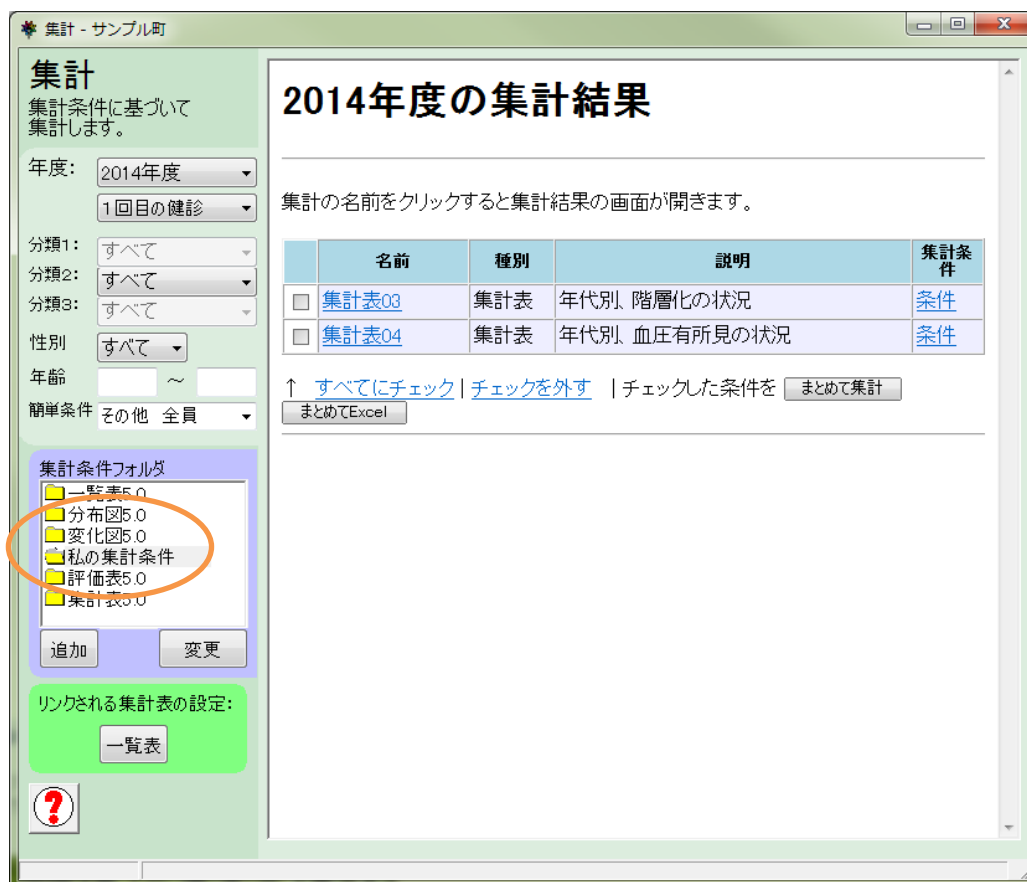 集計 - サンプル町
集計
集計条件に基づいて
集計します。
年度:
2014年度
1回目の健診
分類1:
すべて
分類2:
すべて
分類3:
すべて
性別
すべて
年齢
～
簡単条件
その他 全員
集計条件フォルダ
一覧表5.0
分布図5.0
変化図5.0
私の集計条件
評価表5.0
集計表5.0
追加
変更
リンクされる集計表の設定:
一覧表
?
2014年度の集計結果
集計の名前をクリックすると集計結果の画面が開きます。
名前 種別 説明 集計条
件
集計表03 集計表 年代別、階層化の状況 条件
集計表04 集計表 年代別、血圧有所見の状況 条件
↑ すべてにチェック | チェックを外す | チェックした条件を まとめて集計
まとめてExcel